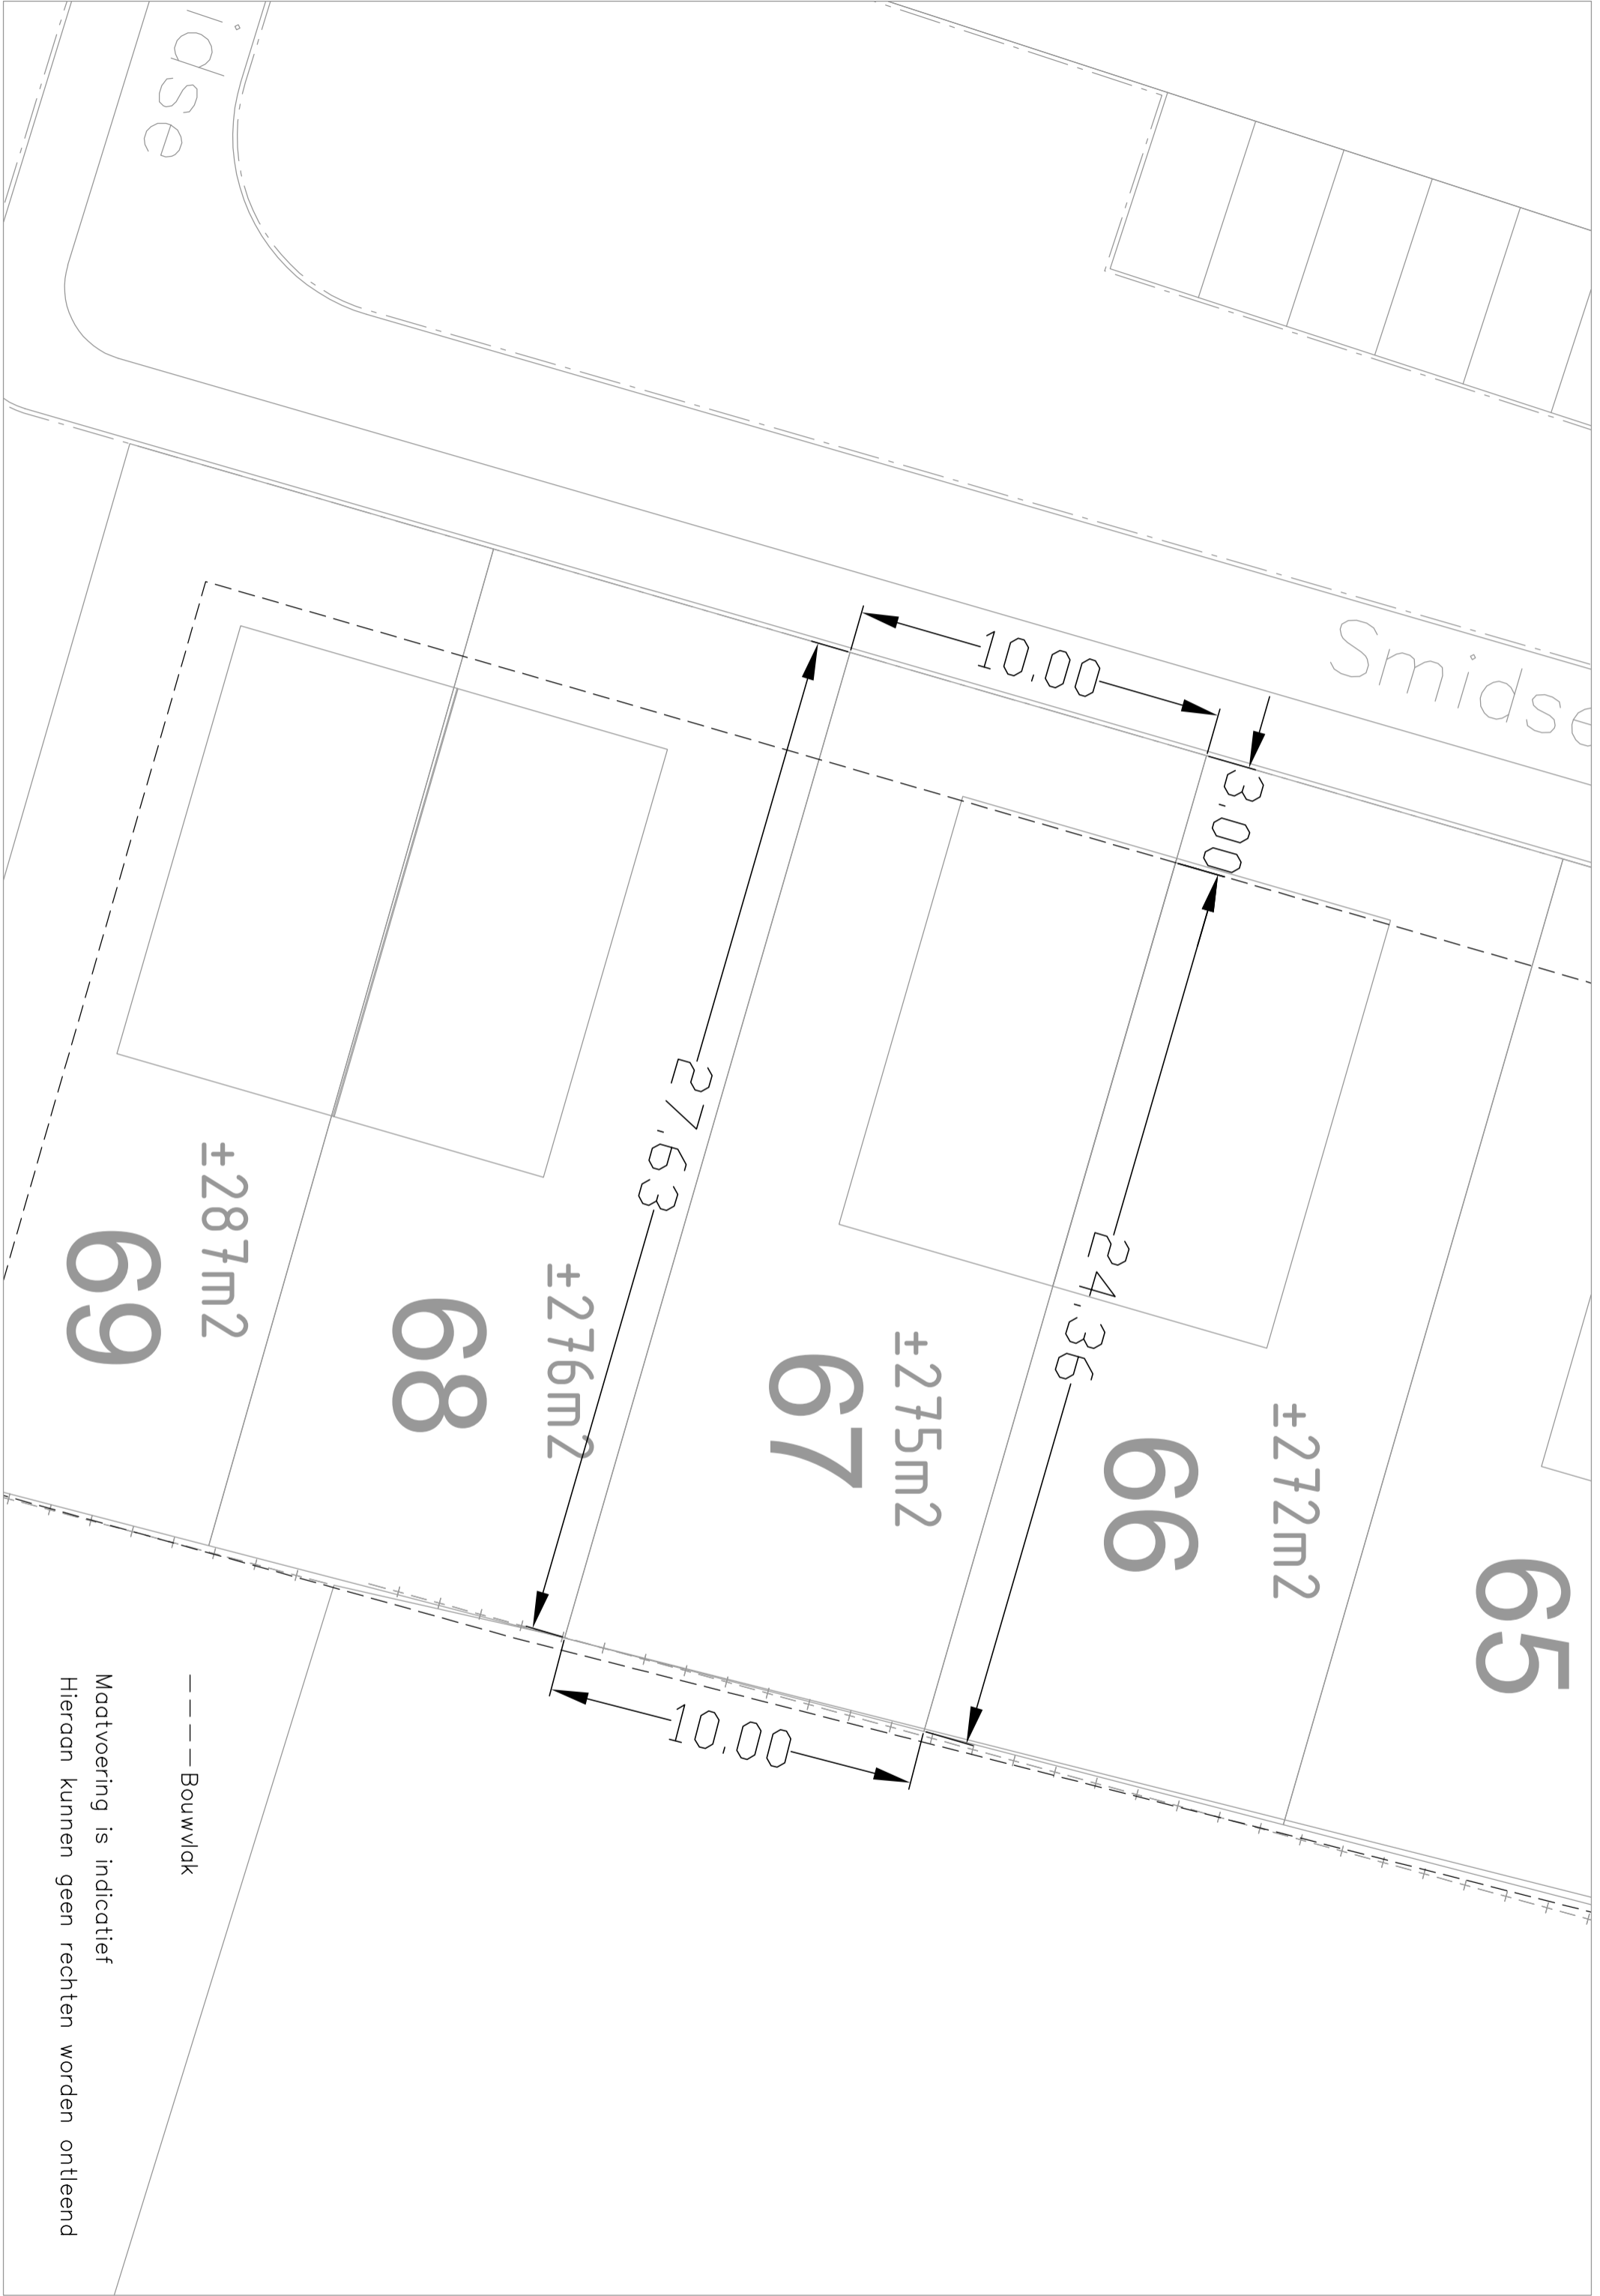 idse
Smidse
10,00
3,00
27,63
24,38
±287m2
69
±276m2
68
±275m2
67
±272m2
66
65
10,00
Bouwvlak
Maatvoering is indicatief
Hieraan kunnen geen rechten worden ontleend